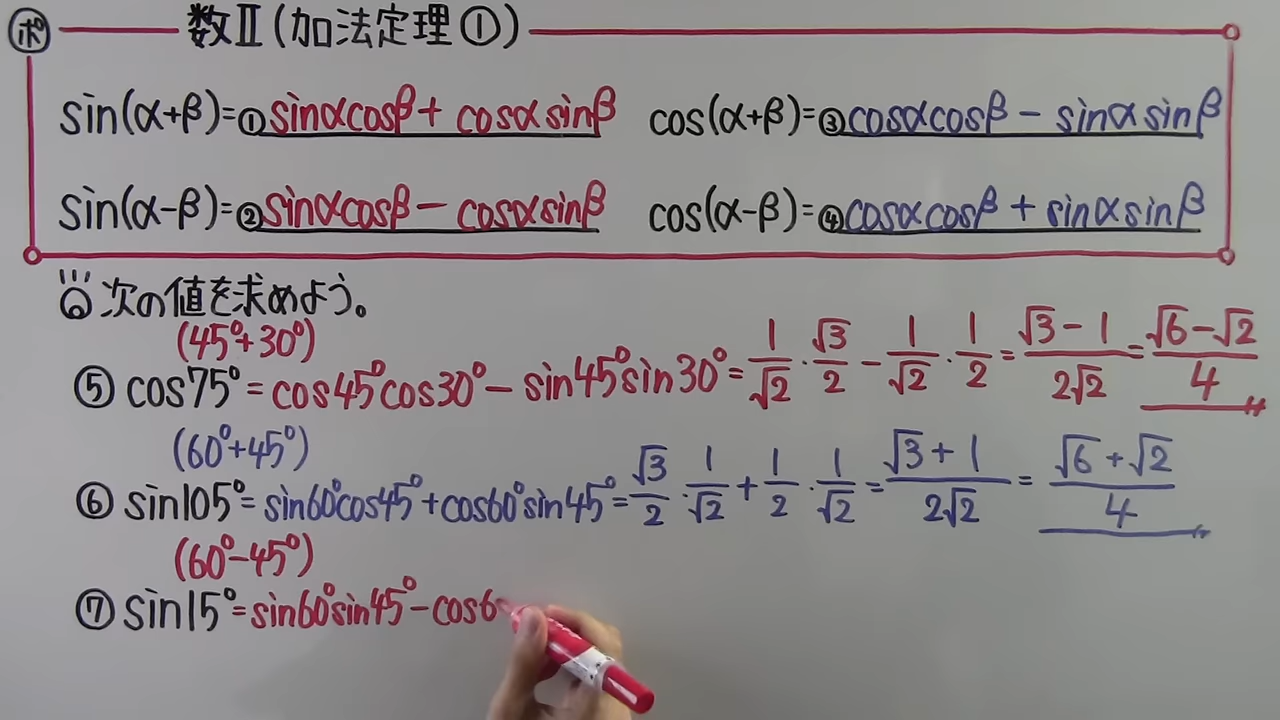 ポ 数Ⅱ(加法定理①)
sin(α+β)=①sinαcosβ+cosαsinβ cos(α+β)=③cosαcosβ-sinαsinβ
sin(α-β)=②sinαcosβ-cosαsinβ cos(α-β)=④cosαcosβ+sinαsinβ
次の値を求めよう。
(45°+30°)
⑤ cos75°=cos45°cos30°-sin45°sin30°=1/√2・√3/2-1/√2・1/2=(√3-1)/2√2=(√6-√2)/4
(60°+45°)
⑥ sin105°=sin60°cos45°+cos60°sin45°=√3/2・1/√2+1/2・1/√2=(√3+1)/2√2=(√6+√2)/4
(60°-45°)
⑦ sin15°=sin60°sin45°-cos6